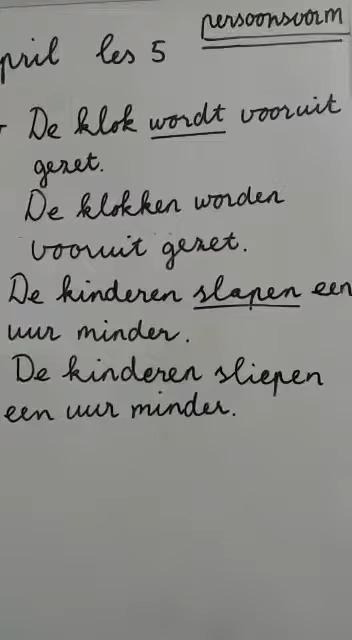 persoonsvorm
pril les 5
- De klok wordt vooruit
gezet.
De klokken worden
vooruit gezet.
De kinderen slapen een
uur minder.
De kinderen sliepen
een uur minder.